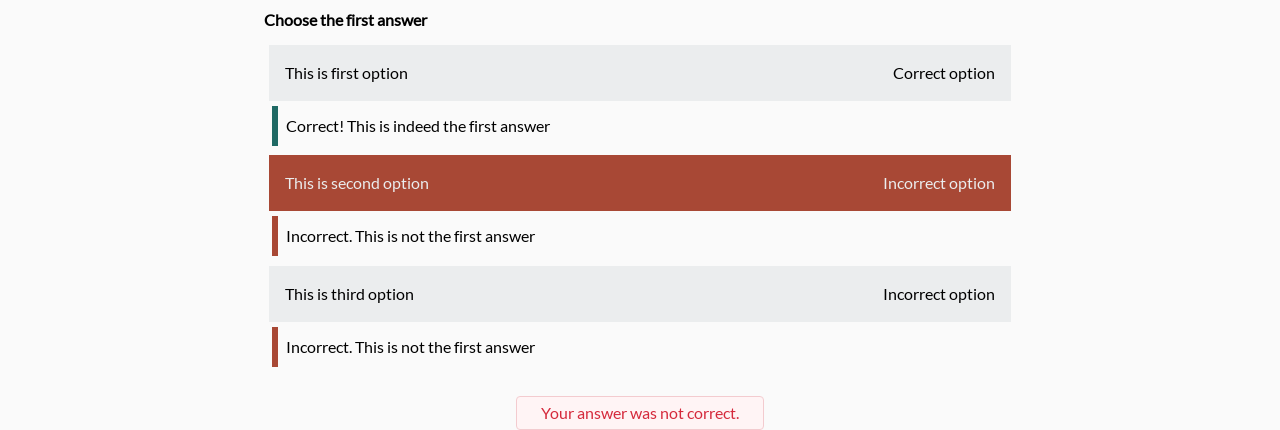 Choose the first answer
This is first option Correct option
Correct! This is indeed the first answer
This is second option Incorrect option
Incorrect. This is not the first answer
This is third option Incorrect option
Incorrect. This is not the first answer
Your answer was not correct.